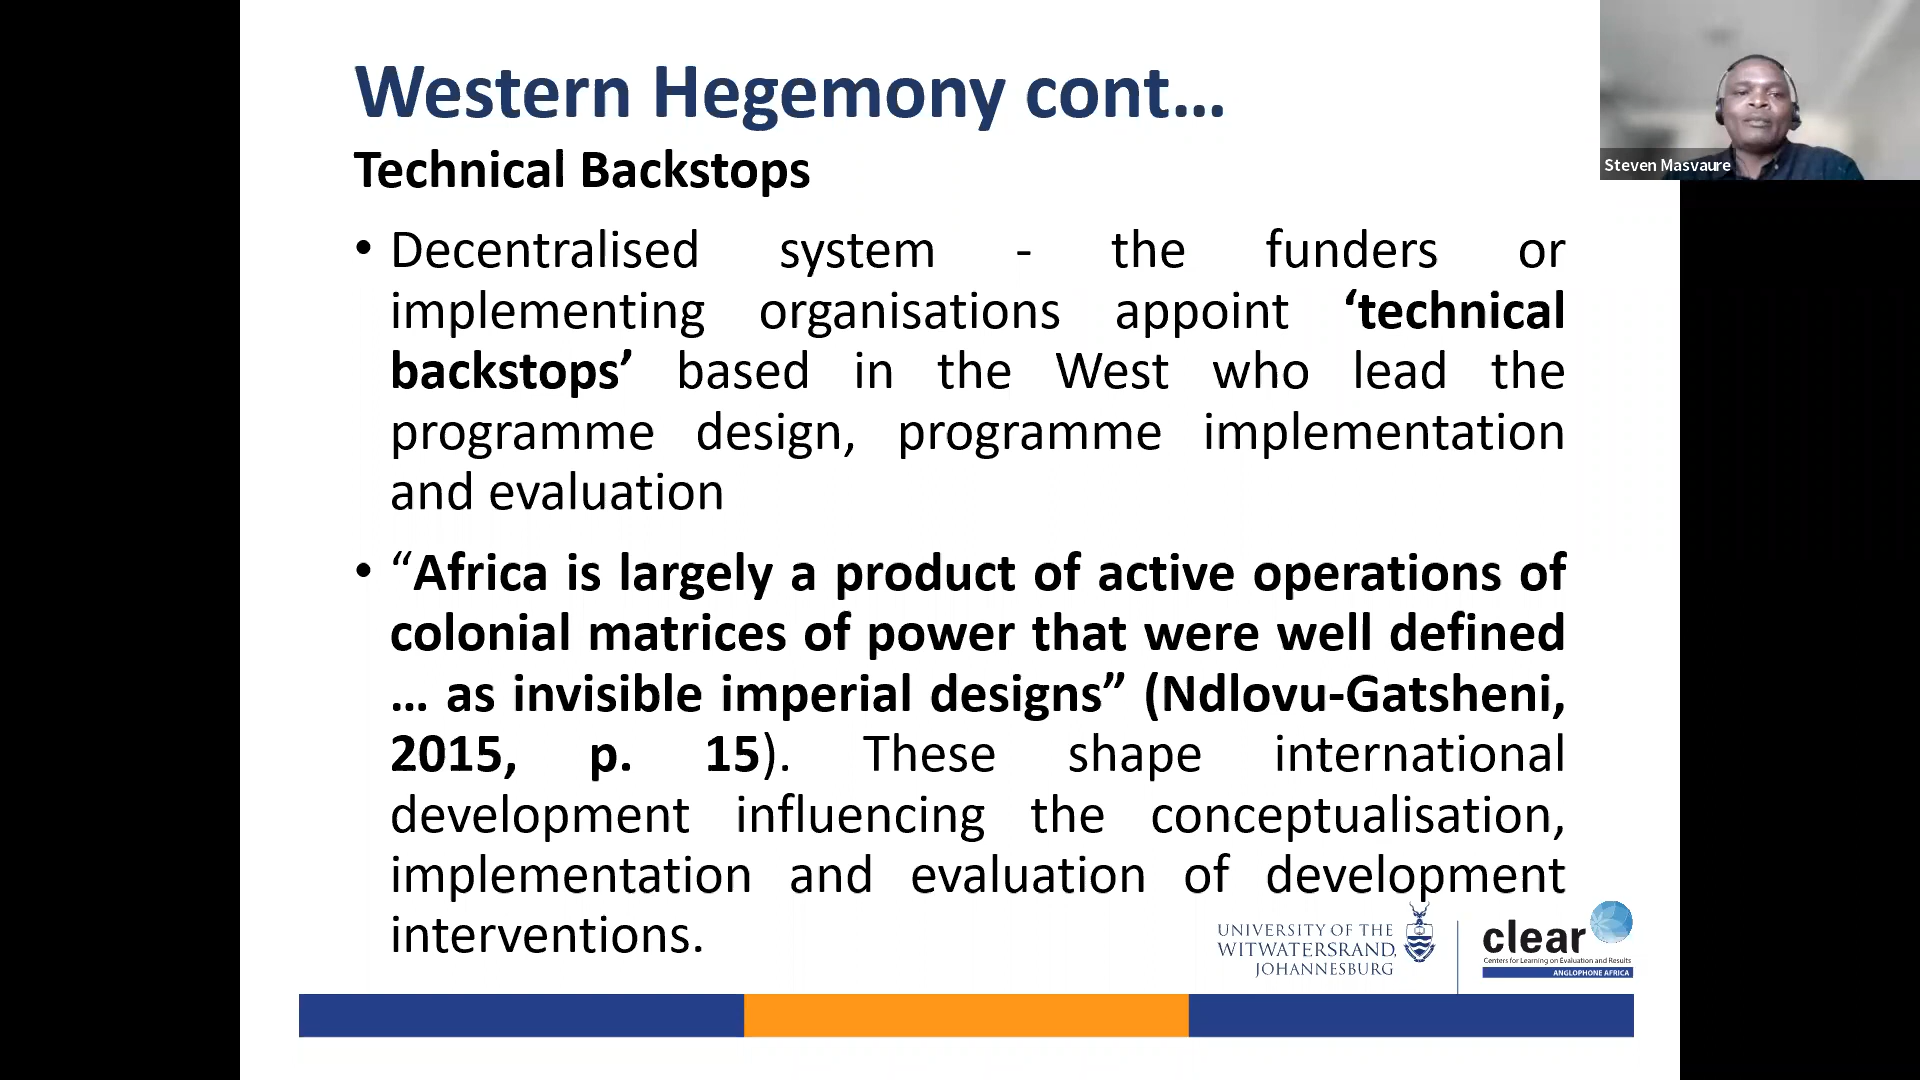 Western Hegemony cont…
Technical Backstops
• Decentralised system - the funders or
implementing organisations appoint ‘technical
backstops’ based in the West who lead the
programme design, programme implementation
and evaluation
• “Africa is largely a product of active operations of
colonial matrices of power that were well defined
… as invisible imperial designs” (Ndlovu-Gatsheni,
2015, p. 15). These shape international
development influencing the conceptualisation,
implementation and evaluation of development
interventions.
UNIVERSITY OF THE
WITWATERSRAND,
JOHANNESBURG
clear
Centers for Learning on Evaluation and Results
ANGLOPHONE AFRICA
Steven Masvaure